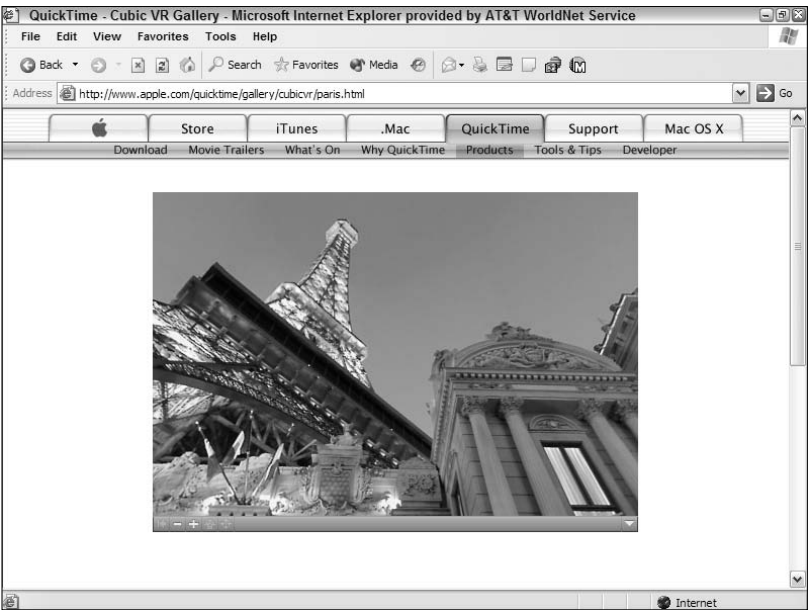 QuickTime - Cubic VR Gallery - Microsoft Internet Explorer provided by AT&T WorldNet Service
File Edit View Favorites Tools Help
Back Search Favorites Media
Address http://www.apple.com/quicktime/gallery/cubicvr/paris.html Go
Store iTunes .Mac QuickTime Support Mac OS X
Download Movie Trailers What's On Why QuickTime Products Tools & Tips Developer
Internet